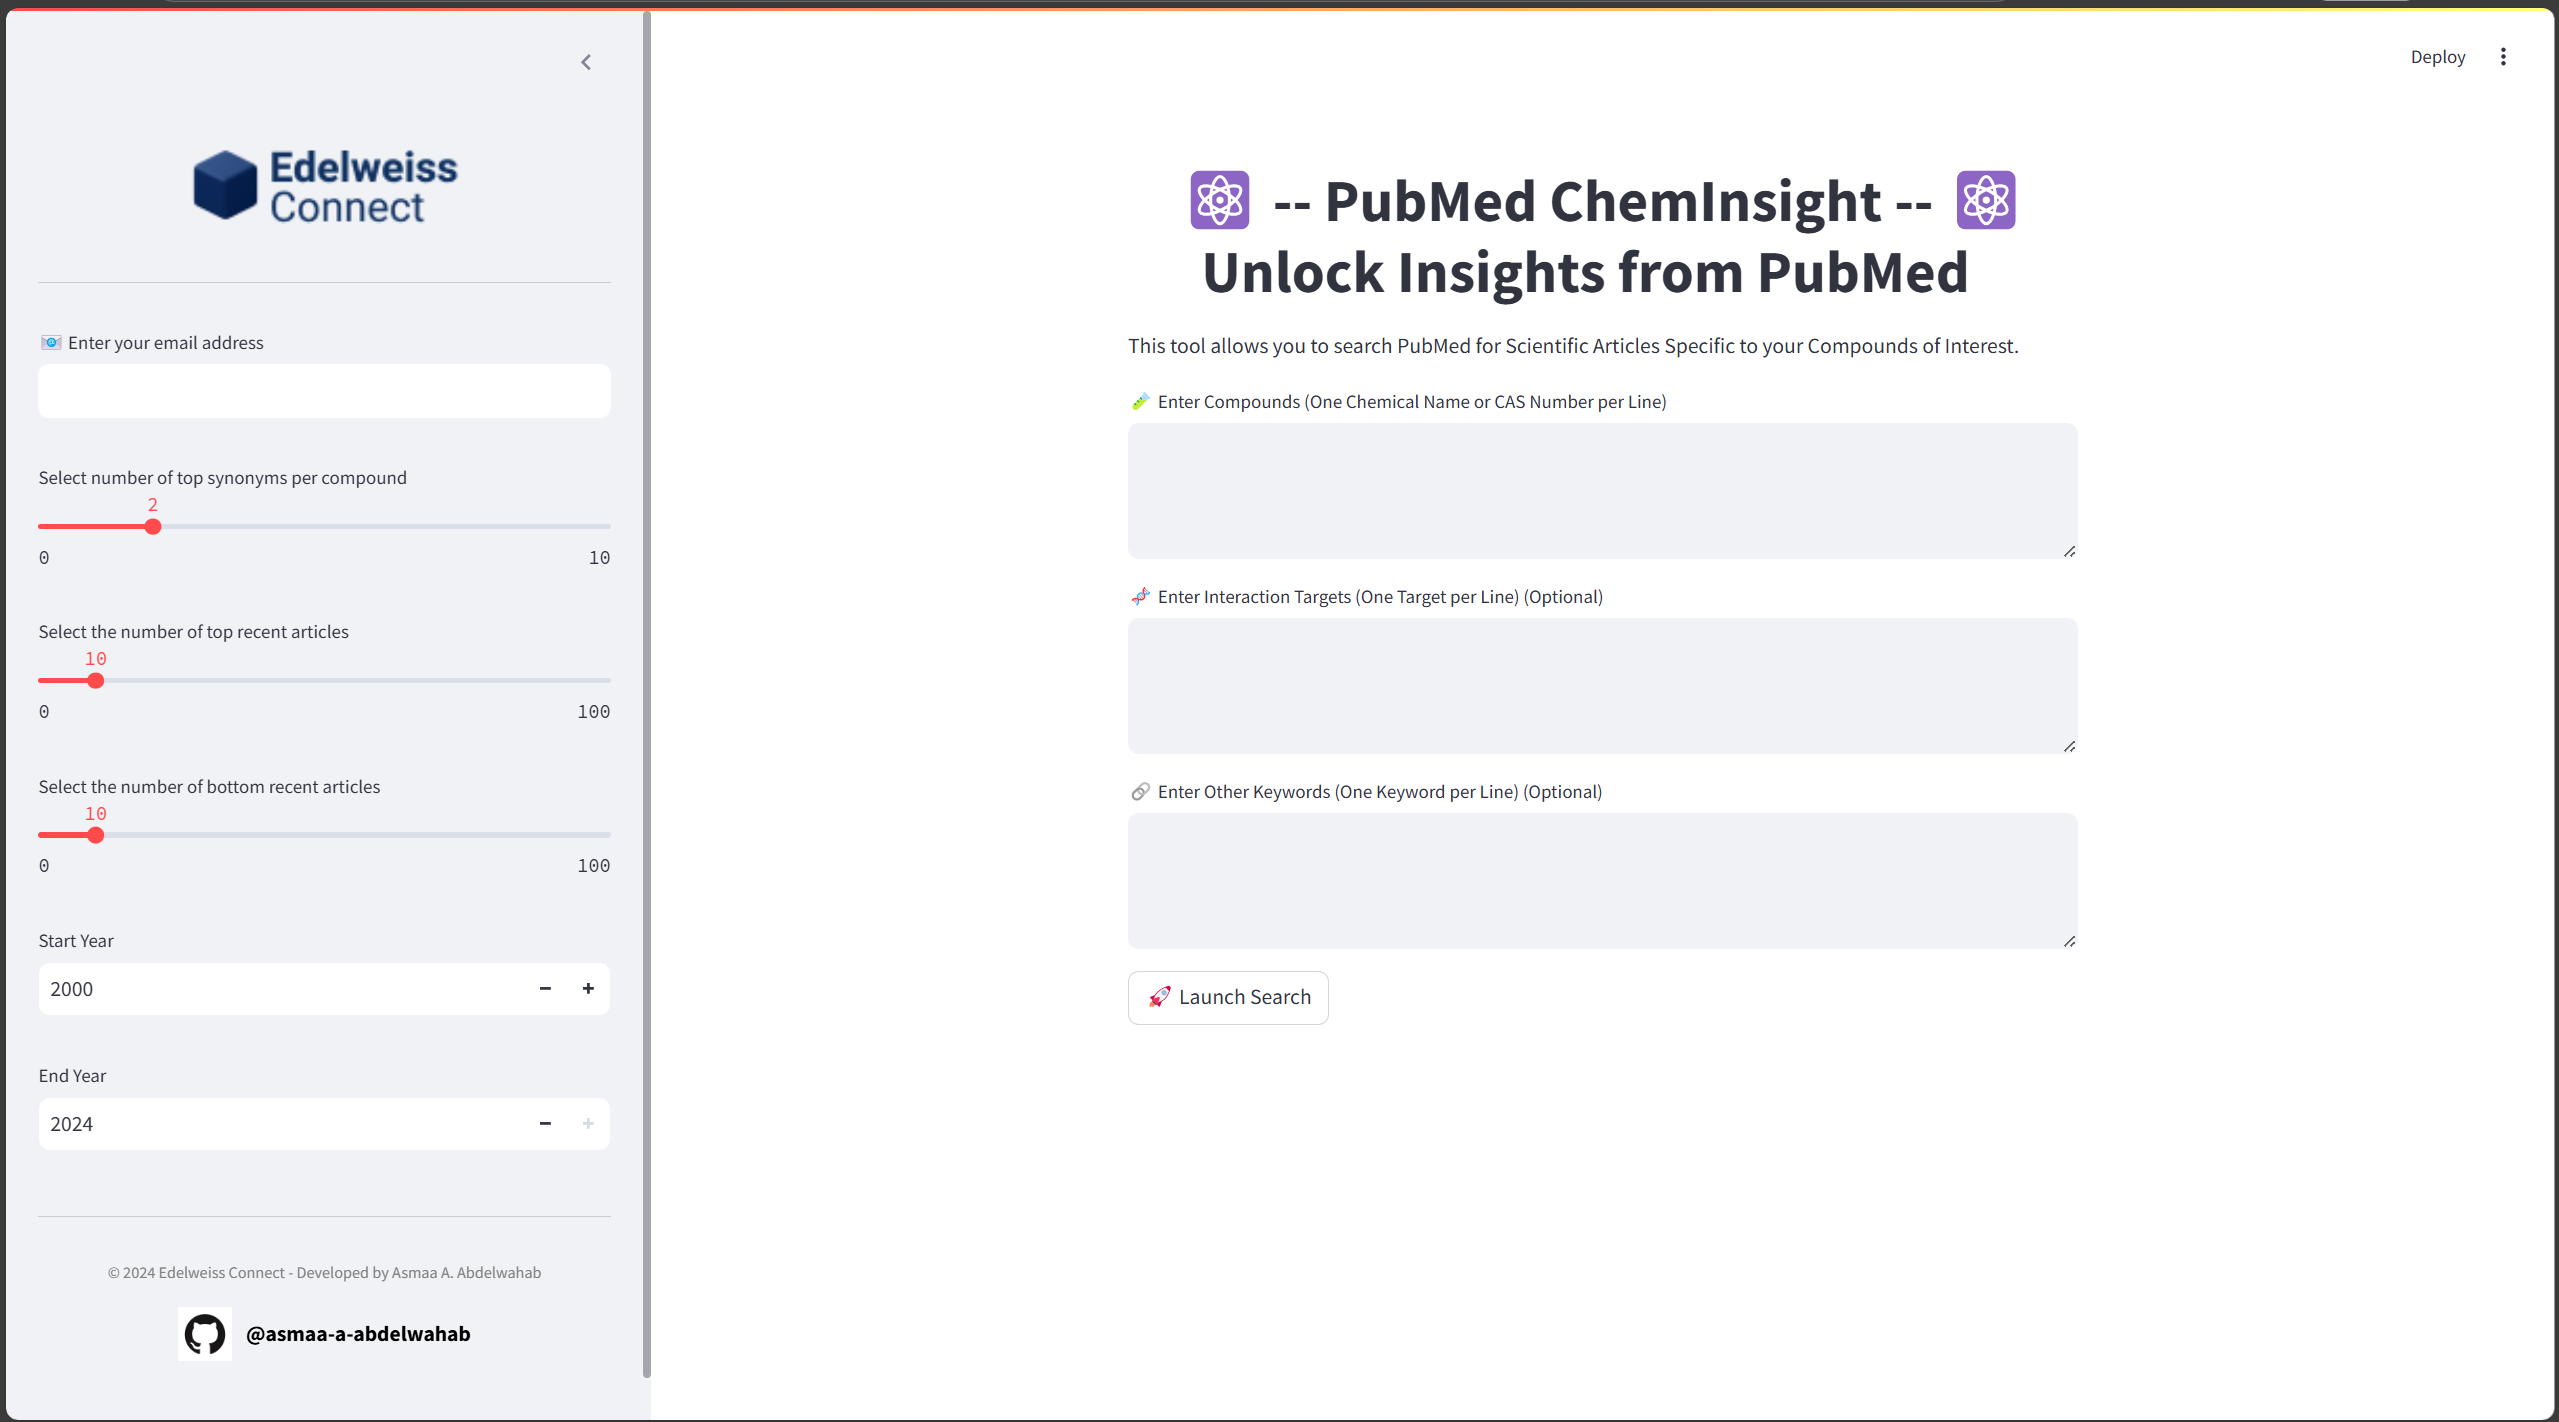 Edelweiss
Connect
Enter your email address
Select number of top synonyms per compound
2
0 10
Select the number of top recent articles
10
0 100
Select the number of bottom recent articles
10
0 100
Start Year
2000
End Year
2024
© 2024 Edelweiss Connect - Developed by Asmaa A. Abdelwahab
@asmaa-a-abdelwahab
Deploy
-- PubMed ChemInsight --
Unlock Insights from PubMed
This tool allows you to search PubMed for Scientific Articles Specific to your Compounds of Interest.
Enter Compounds (One Chemical Name or CAS Number per Line)
Enter Interaction Targets (One Target per Line) (Optional)
Enter Other Keywords (One Keyword per Line) (Optional)
Launch Search